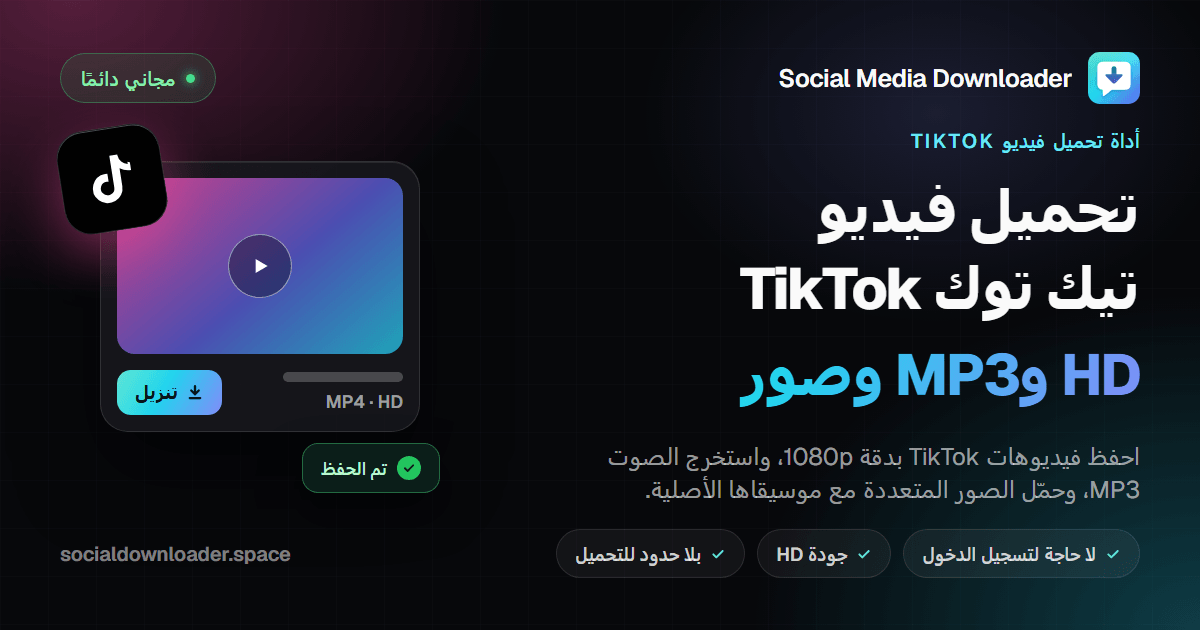 Social Media Downloader
مجاني دائمًا
أداة تحميل فيديو TIKTOK
تحميل فيديو
تيك توك TikTok
HD وMP3 وصور
تنزيل
MP4 · HD
تم الحفظ
احفظ فيديوهات TikTok بدقة 1080p، واستخرج الصوت
MP3، وحمّل الصور المتعددة مع موسيقاها الأصلية.
لا حاجة لتسجيل الدخول
جودة HD
بلا حدود للتحميل
socialdownloader.space